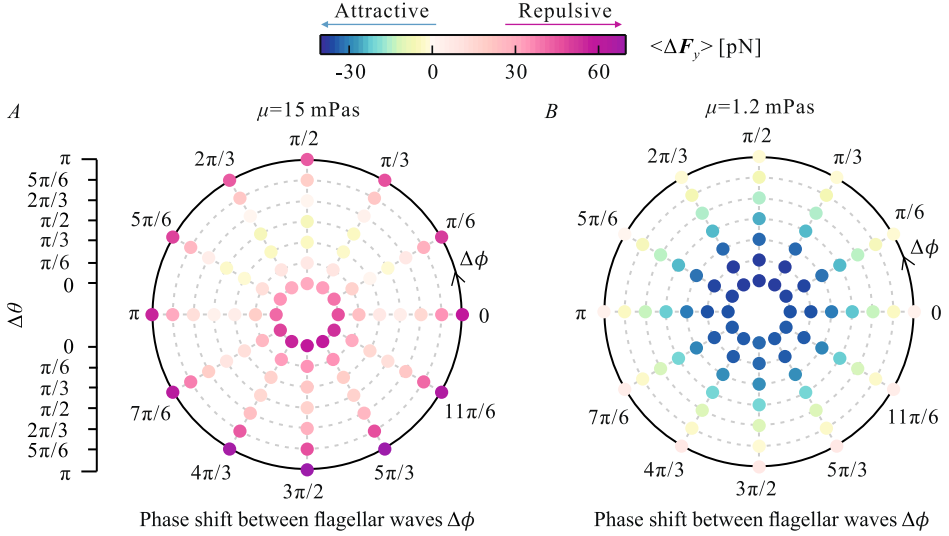 Attractive
Repulsive
-30 0 30 60
<ΔFy> [pN]
A
μ=15 mPas
π/2
2π/3
π/3
5π/6
π/6
Δϕ
π
0
7π/6
11π/6
4π/3
5π/3
3π/2
Δθ
π
5π/6
2π/3
π/2
π/3
π/6
0
0
π/6
π/3
π/2
2π/3
5π/6
π
Phase shift between flagellar waves Δϕ
B
μ=1.2 mPas
π/2
2π/3
π/3
5π/6
π/6
Δϕ
π
0
7π/6
11π/6
4π/3
5π/3
3π/2
Phase shift between flagellar waves Δϕ